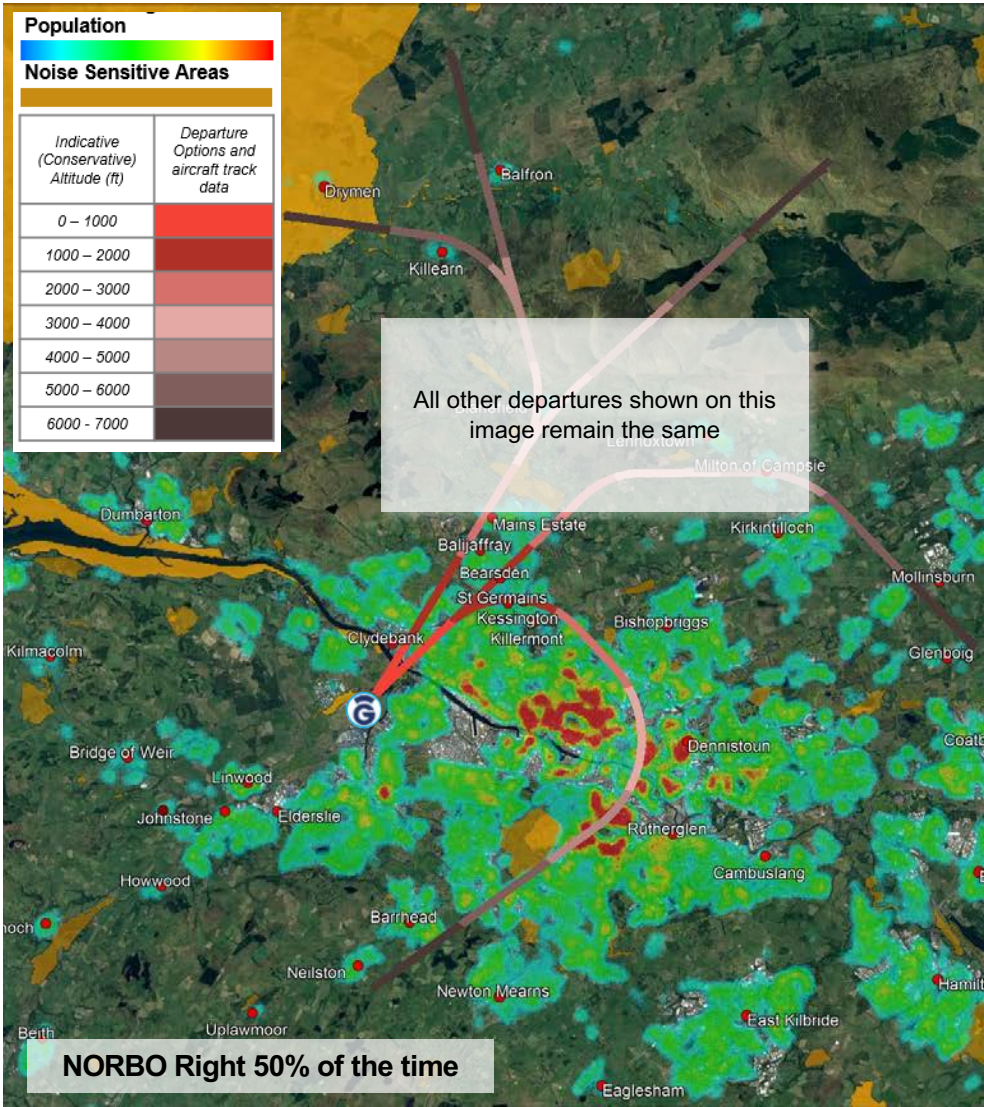 Population
Noise Sensitive Areas
Indicative
(Conservative)
Altitude (ft)
Departure
Options and
aircraft track
data
0 – 1000
1000 – 2000
2000 – 3000
3000 – 4000
4000 – 5000
5000 – 6000
6000 - 7000
Drymen
Balfron
Killearn
All other departures shown on this
image remain the same
Lennoxtown
Milton of Campsie
Dumbarton
Mains Estate
Kirkintilloch
Balijaffray
Bearsden
Mollinsburn
St Germains
Kessington
Bishopbriggs
Clydebank
Killermont
Kilmacolm
Glenboig
G
Bridge of Weir
Dennistoun
Coatb
Linwood
Johnstone
Elderslie
Rutherglen
Cambuslang
Howwood
noch
Barrhead
Neilston
Newton Mearns
Hamilt
Uplawmoor
East Kilbride
Beith
NORBO Right 50% of the time
Eaglesham